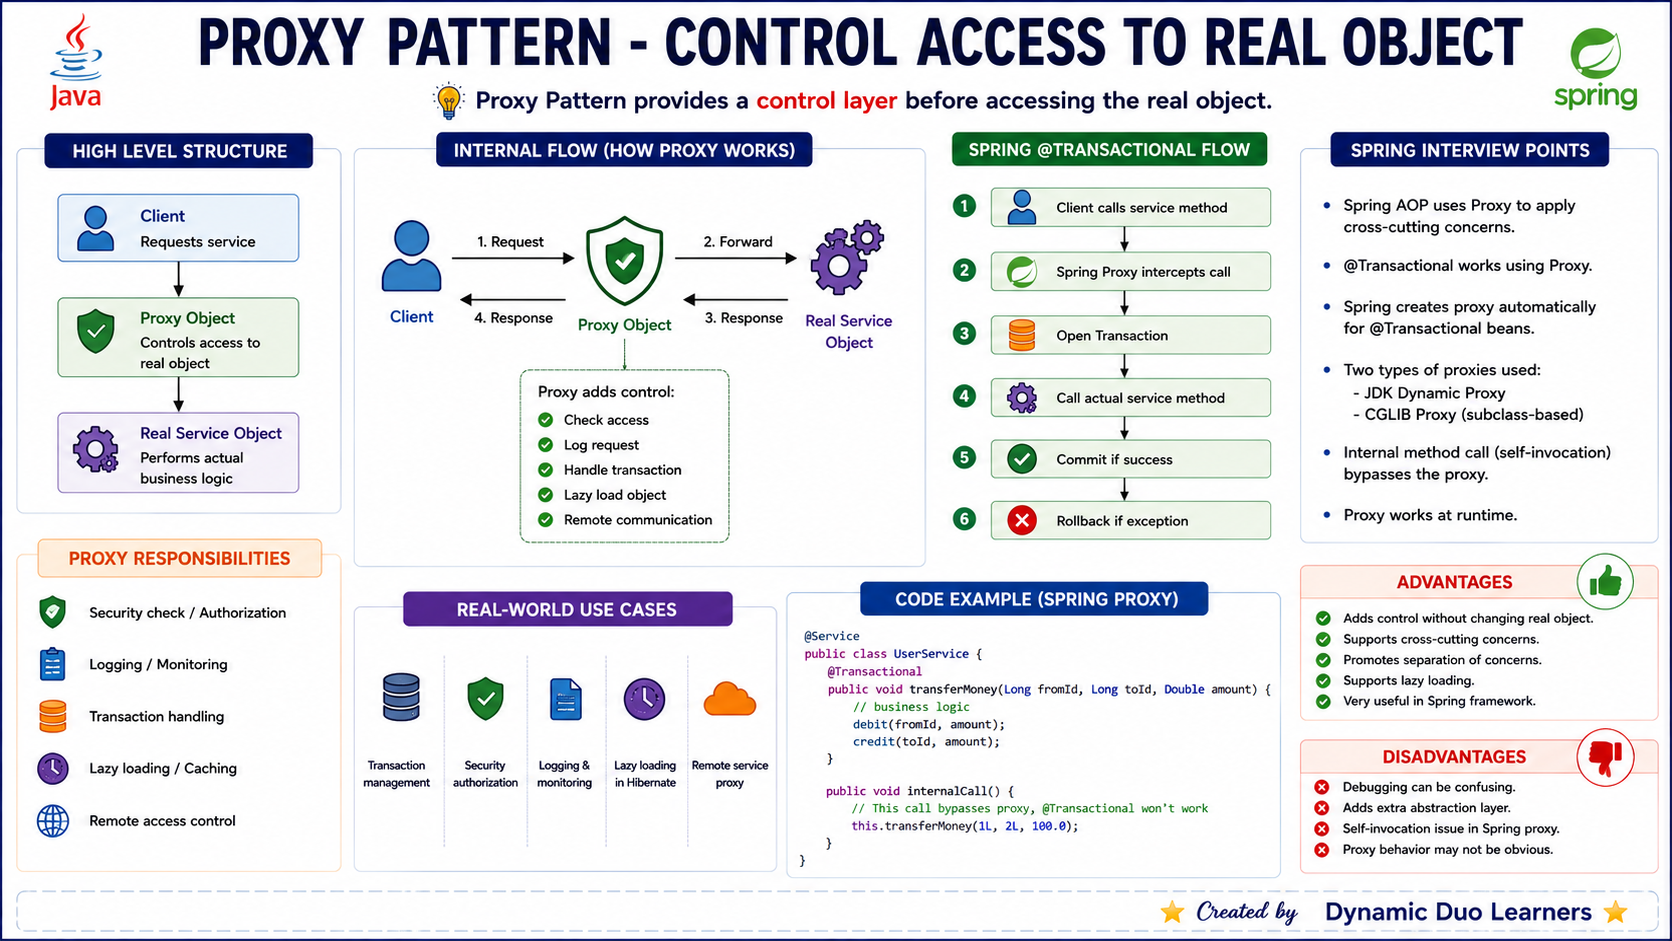 Java
PROXY PATTERN - CONTROL ACCESS TO REAL OBJECT
spring
Proxy Pattern provides a control layer before accessing the real object.
HIGH LEVEL STRUCTURE
Client
Requests service
Proxy Object
Controls access to
real object
Real Service Object
Performs actual
business logic
INTERNAL FLOW (HOW PROXY WORKS)
1. Request
2. Forward
4. Response
3. Response
Client
Proxy Object
Real Service
Object
Proxy adds control:
Check access
Log request
Handle transaction
Lazy load object
Remote communication
SPRING @TRANSACTIONAL FLOW
1 Client calls service method
2 Spring Proxy intercepts call
3 Open Transaction
4 Call actual service method
5 Commit if success
6 Rollback if exception
SPRING INTERVIEW POINTS
• Spring AOP uses Proxy to apply
cross-cutting concerns.
• @Transactional works using Proxy.
• Spring creates proxy automatically
for @Transactional beans.
• Two types of proxies used:
- JDK Dynamic Proxy
- CGLIB Proxy (subclass-based)
• Internal method call (self-invocation)
bypasses the proxy.
• Proxy works at runtime.
PROXY RESPONSIBILITIES
Security check / Authorization
Logging / Monitoring
Transaction handling
Lazy loading / Caching
Remote access control
REAL-WORLD USE CASES
Transaction
management
Security
authorization
Logging &
monitoring
Lazy loading
in Hibernate
Remote service
proxy
CODE EXAMPLE (SPRING PROXY)
@Service
public class UserService {
@Transactional
public void transferMoney(Long fromId, Long toId, Double amount) {
// business logic
debit(fromId, amount);
credit(toId, amount);
}
public void internalCall() {
// This call bypasses proxy, @Transactional won't work
this.transferMoney(1L, 2L, 100.0);
}
}
ADVANTAGES
Adds control without changing real object.
Supports cross-cutting concerns.
Promotes separation of concerns.
Supports lazy loading.
Very useful in Spring framework.
DISADVANTAGES
Debugging can be confusing.
Adds extra abstraction layer.
Self-invocation issue in Spring proxy.
Proxy behavior may not be obvious.
Created by Dynamic Duo Learners